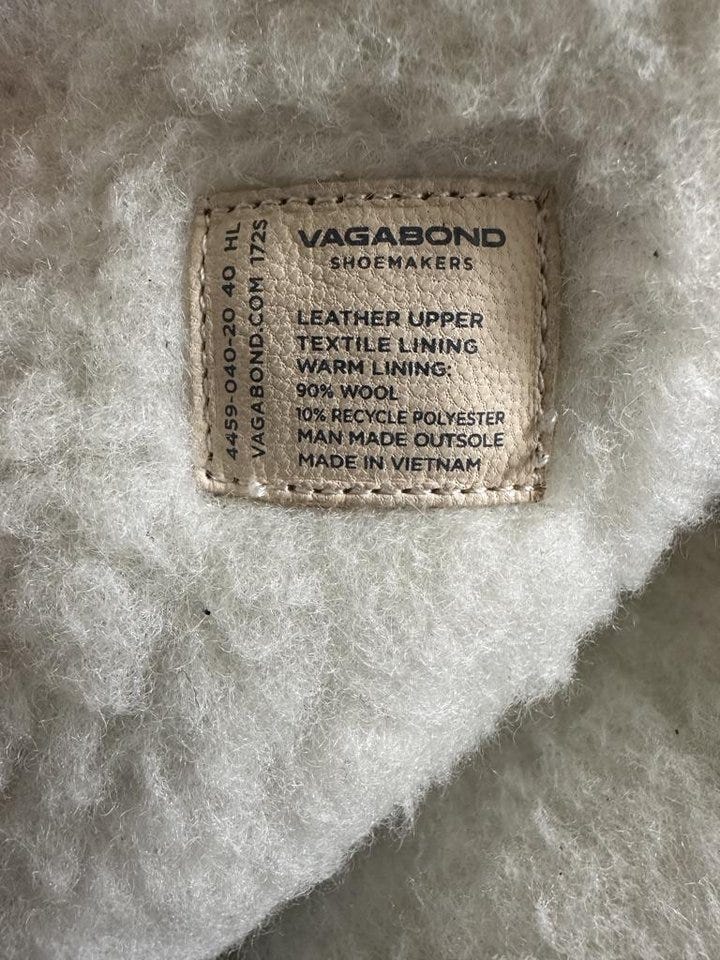 VAGABOND
SHOEMAKERS
LEATHER UPPER
TEXTILE LINING
WARM LINING:
90% WOOL
10% RECYCLE POLYESTER
MAN MADE OUTSOLE
MADE IN VIETNAM
4459-040-20 40 HL
VAGABOND.COM 172S